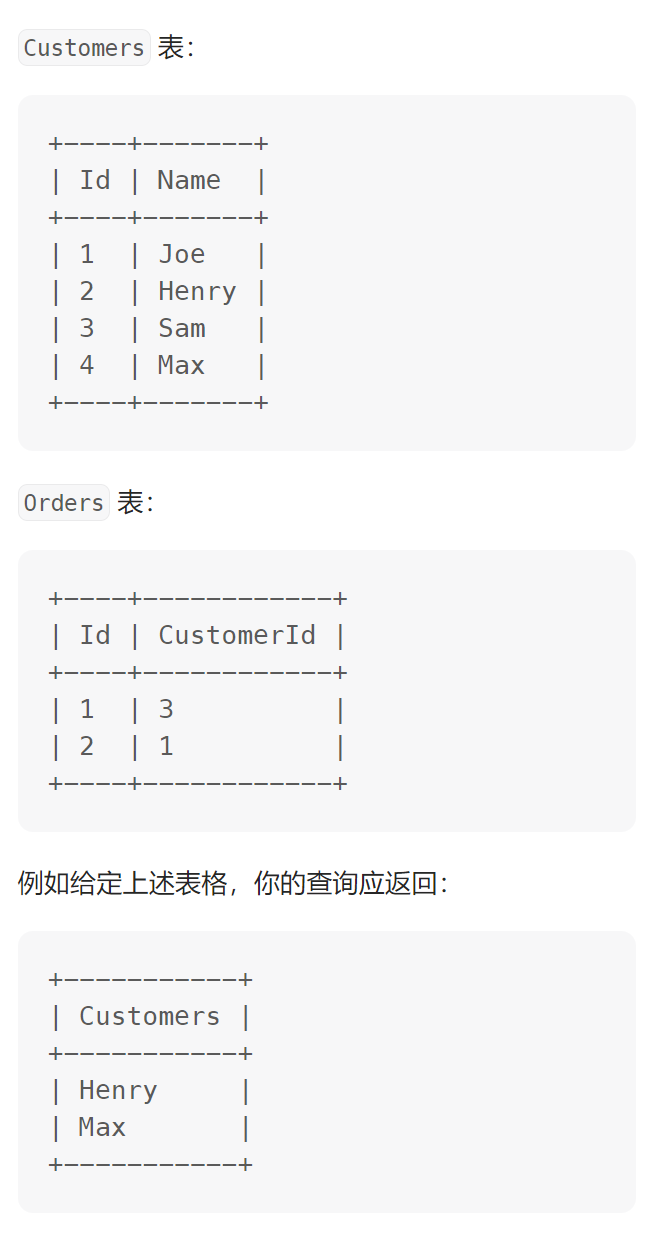 Customers 表：
+----+-------+
| Id | Name  |
+----+-------+
| 1  | Joe   |
| 2  | Henry |
| 3  | Sam   |
| 4  | Max   |
+----+-------+
Orders 表：
+----+------------+
| Id | CustomerId |
+----+------------+
| 1  | 3          |
| 2  | 1          |
+----+------------+
例如给定上述表格，你的查询应返回：
+-----------+
| Customers |
+-----------+
| Henry     |
| Max       |
+-----------+